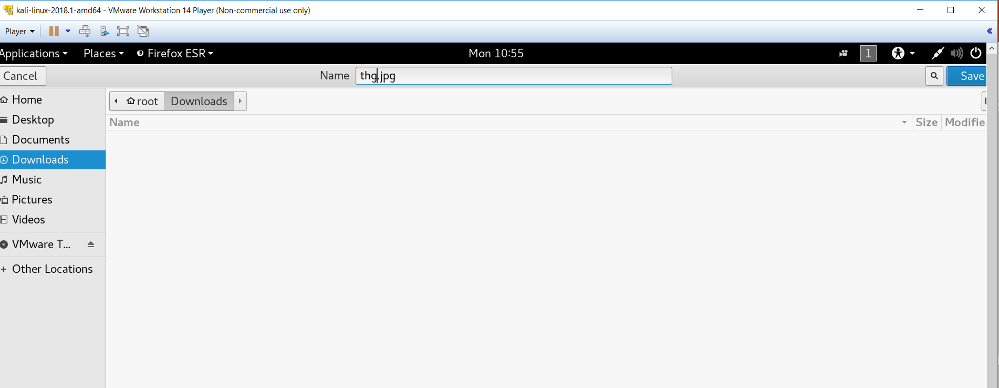 kali-linux-2018.1-amd64 - VMware Workstation 14 Player (Non-commercial use only)
Player
Applications Places Firefox ESR Mon 10:55 1
Cancel Name thg.jpg Save
Home
root Downloads
Desktop
Name Size Modifie
Documents
Downloads
Music
Pictures
Videos
VMware T...
Other Locations